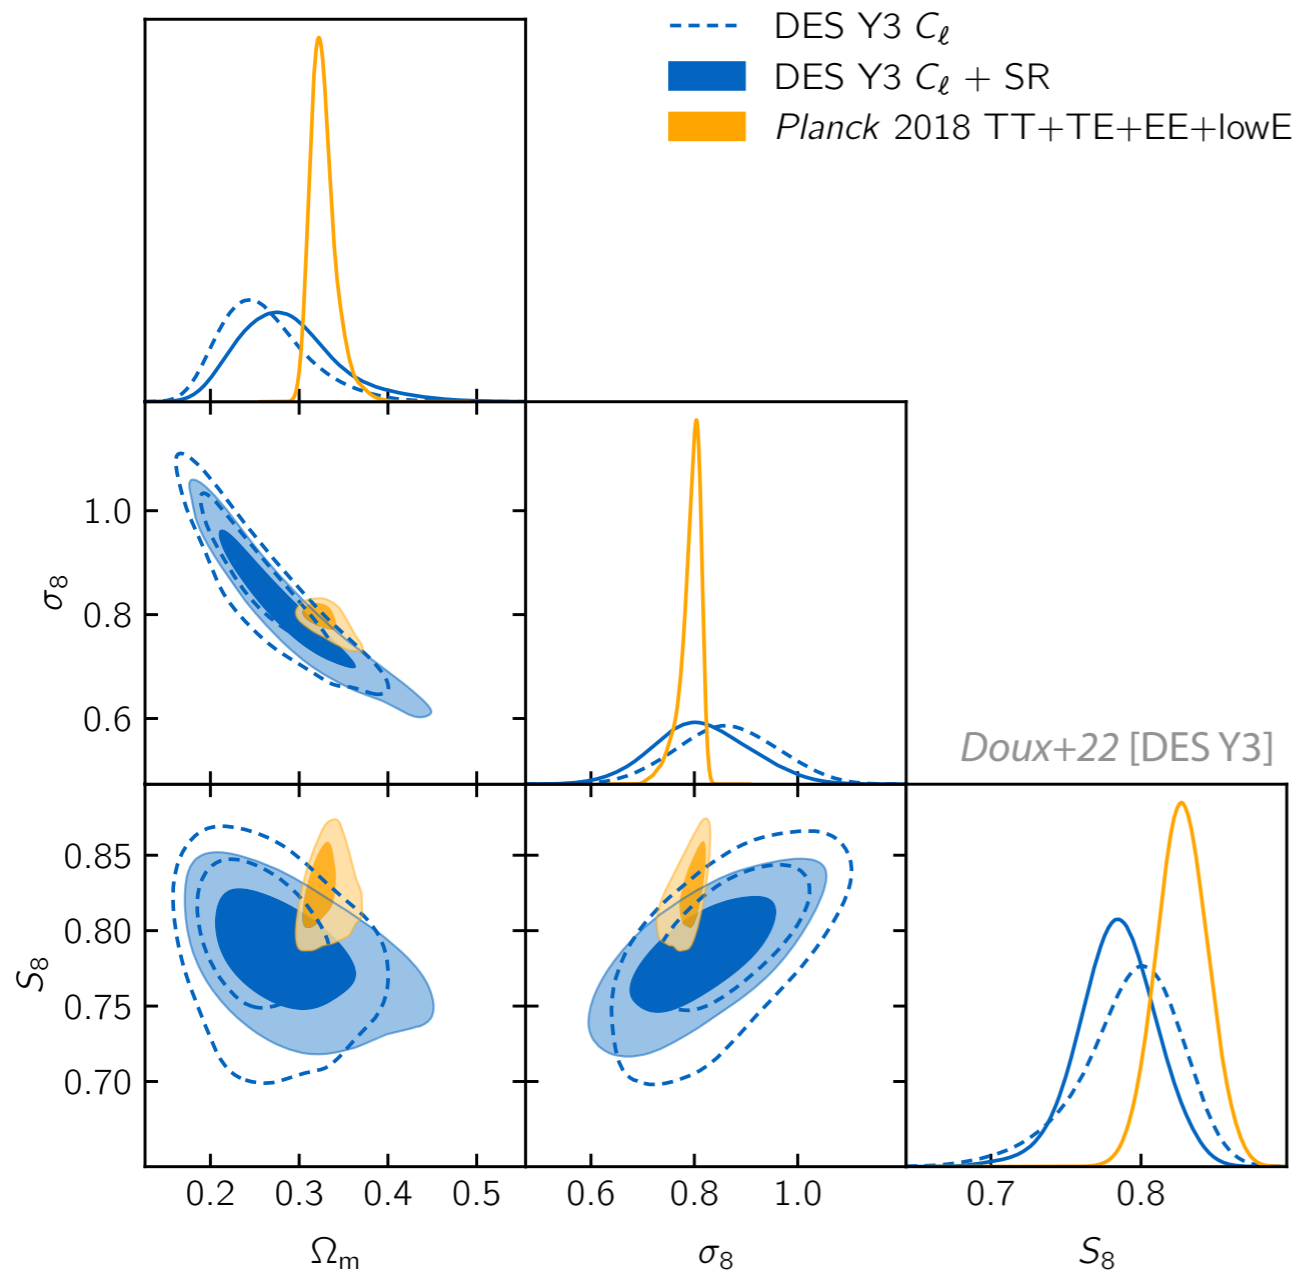 DES Y3 Cℓ
DES Y3 Cℓ + SR
Planck 2018 TT+TE+EE+lowE
1.0
0.8
0.6
σ8
Doux+22 [DES Y3]
0.85
0.80
0.75
0.70
S8
0.2 0.3 0.4 0.5 0.6 0.8 1.0 0.7 0.8
Ωm σ8 S8